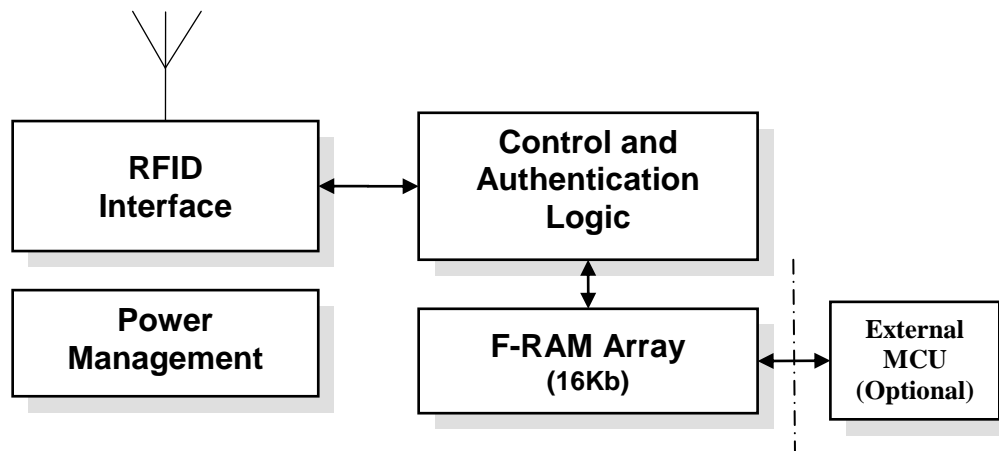 RFID
Interface
Control and
Authentication
Logic
Power
Management
F-RAM Array
(16Kb)
External
MCU
(Optional)